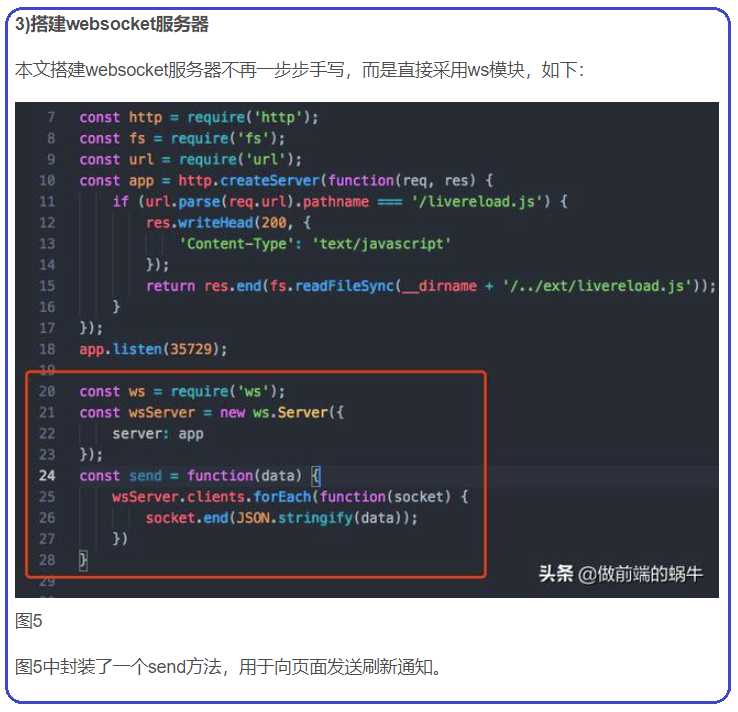 3)搭建websocket服务器
本文搭建websocket服务器不再一步步手写，而是直接采用ws模块，如下：
7 const http = require('http');
8 const fs = require('fs');
9 const url = require('url');
10 const app = http.createServer(function(req, res) {
11 if (url.parse(req.url).pathname === '/livereload.js') {
12 res.writeHead(200, {
13 'Content-Type': 'text/javascript'
14 });
15 return res.end(fs.readFileSync(__dirname + '/../ext/livereload.js'));
16 }
17 });
18 app.listen(35729);
19
20 const ws = require('ws');
21 const wsServer = new ws.Server({
22 server: app
23 });
24 const send = function(data) {
25 wsServer.clients.forEach(function(socket) {
26 socket.end(JSON.stringify(data));
27 })
28 }
29
头条 @做前端的蜗牛
图5
图5中封装了一个send方法，用于向页面发送刷新通知。